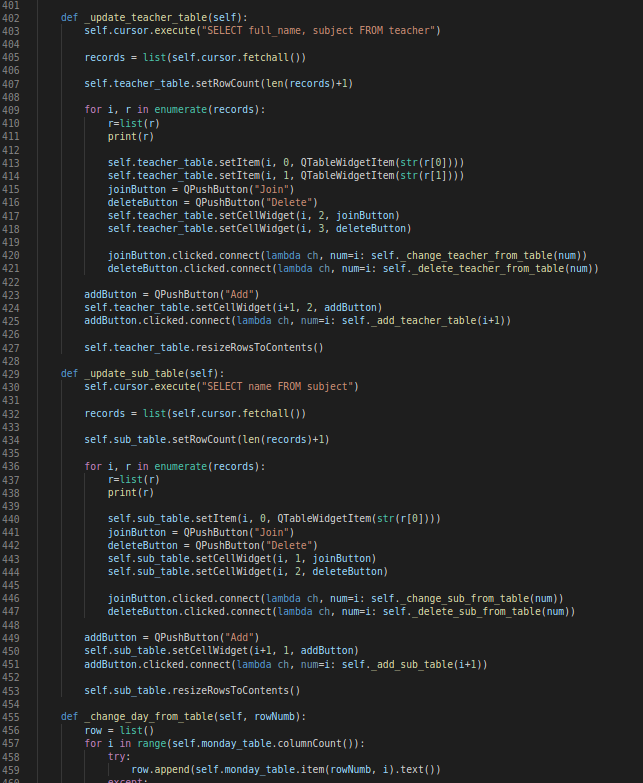 401
402 def _update_teacher_table(self):
403 self.cursor.execute("SELECT full_name, subject FROM teacher")
404
405 records = list(self.cursor.fetchall())
406
407 self.teacher_table.setRowCount(len(records)+1)
408
409 for i, r in enumerate(records):
410 r=list(r)
411 print(r)
412
413 self.teacher_table.setItem(i, 0, QTableWidgetItem(str(r[0])))
414 self.teacher_table.setItem(i, 1, QTableWidgetItem(str(r[1])))
415 joinButton = QPushButton("Join")
416 deleteButton = QPushButton("Delete")
417 self.teacher_table.setCellWidget(i, 2, joinButton)
418 self.teacher_table.setCellWidget(i, 3, deleteButton)
419
420 joinButton.clicked.connect(lambda ch, num=i: self._change_teacher_from_table(num))
421 deleteButton.clicked.connect(lambda ch, num=i: self._delete_teacher_from_table(num))
422
423 addButton = QPushButton("Add")
424 self.teacher_table.setCellWidget(i+1, 2, addButton)
425 addButton.clicked.connect(lambda ch, num=i: self._add_teacher_table(i+1))
426
427 self.teacher_table.resizeRowsToContents()
428
429 def _update_sub_table(self):
430 self.cursor.execute("SELECT name FROM subject")
431
432 records = list(self.cursor.fetchall())
433
434 self.sub_table.setRowCount(len(records)+1)
435
436 for i, r in enumerate(records):
437 r=list(r)
438 print(r)
439
440 self.sub_table.setItem(i, 0, QTableWidgetItem(str(r[0])))
441 joinButton = QPushButton("Join")
442 deleteButton = QPushButton("Delete")
443 self.sub_table.setCellWidget(i, 1, joinButton)
444 self.sub_table.setCellWidget(i, 2, deleteButton)
445
446 joinButton.clicked.connect(lambda ch, num=i: self._change_sub_from_table(num))
447 deleteButton.clicked.connect(lambda ch, num=i: self._delete_sub_from_table(num))
448
449 addButton = QPushButton("Add")
450 self.sub_table.setCellWidget(i+1, 1, addButton)
451 addButton.clicked.connect(lambda ch, num=i: self._add_sub_table(i+1))
452
453 self.sub_table.resizeRowsToContents()
454
455 def _change_day_from_table(self, rowNumb):
456 row = list()
457 for i in range(self.monday_table.columnCount()):
458 try:
459 row.append(self.monday_table.item(rowNumb, i).text())
460 except: